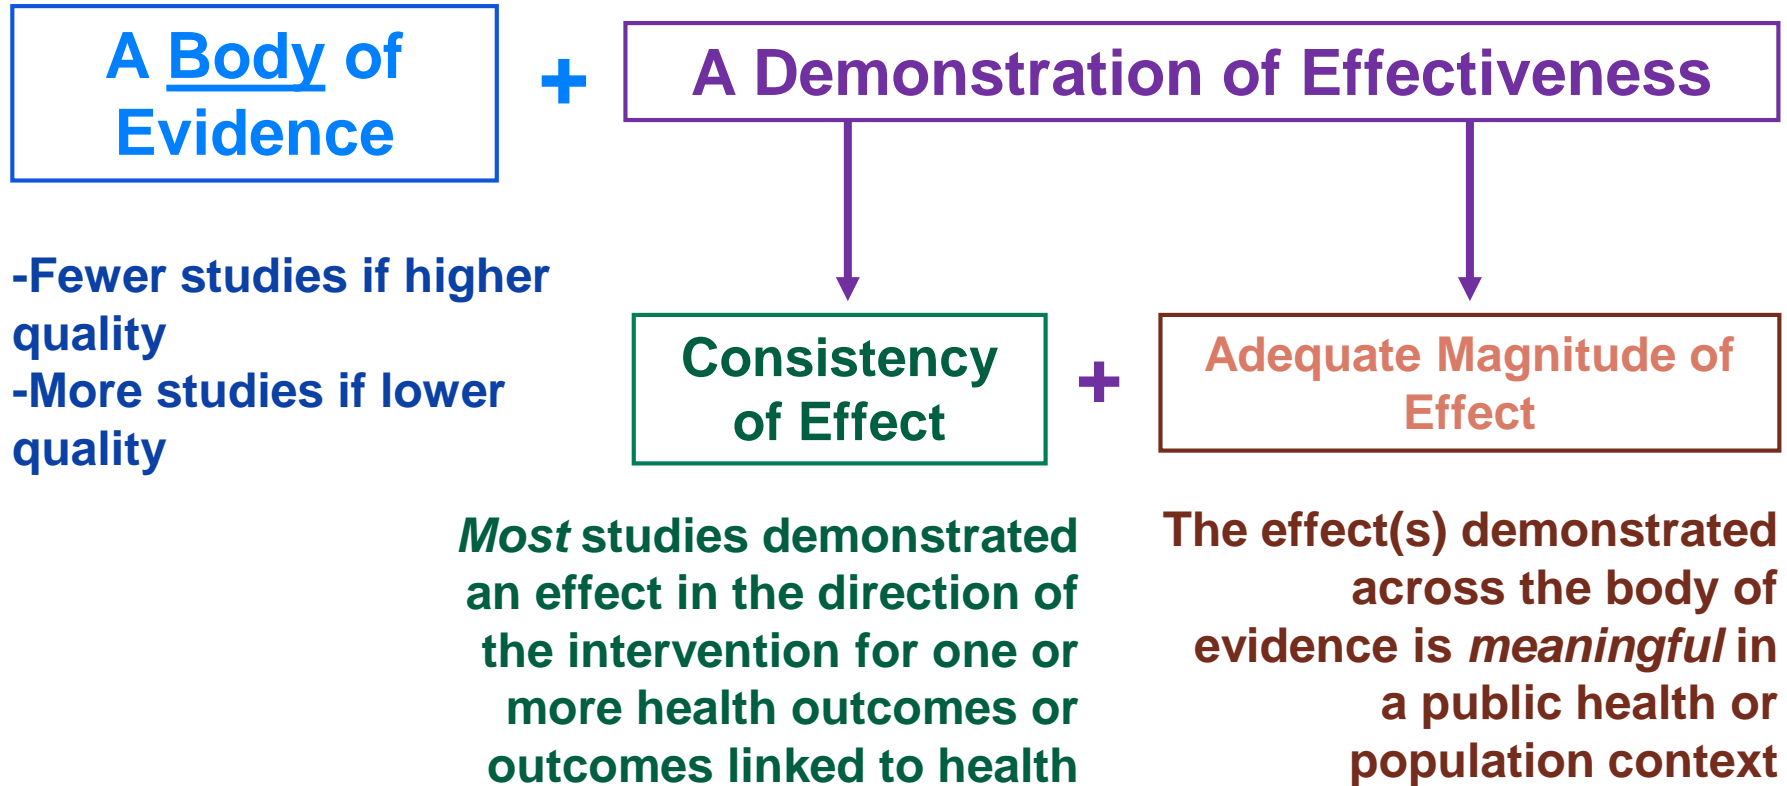 A Body of
Evidence
+
A Demonstration of Effectiveness
-Fewer studies if higher
quality
-More studies if lower
quality
Consistency
of Effect
+
Adequate Magnitude of
Effect
Most studies demonstrated
an effect in the direction of
the intervention for one or
more health outcomes or
outcomes linked to health
The effect(s) demonstrated
across the body of
evidence is meaningful in
a public health or
population context